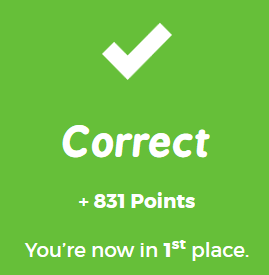 Correct
+ 831 Points
You're now in 1st place.